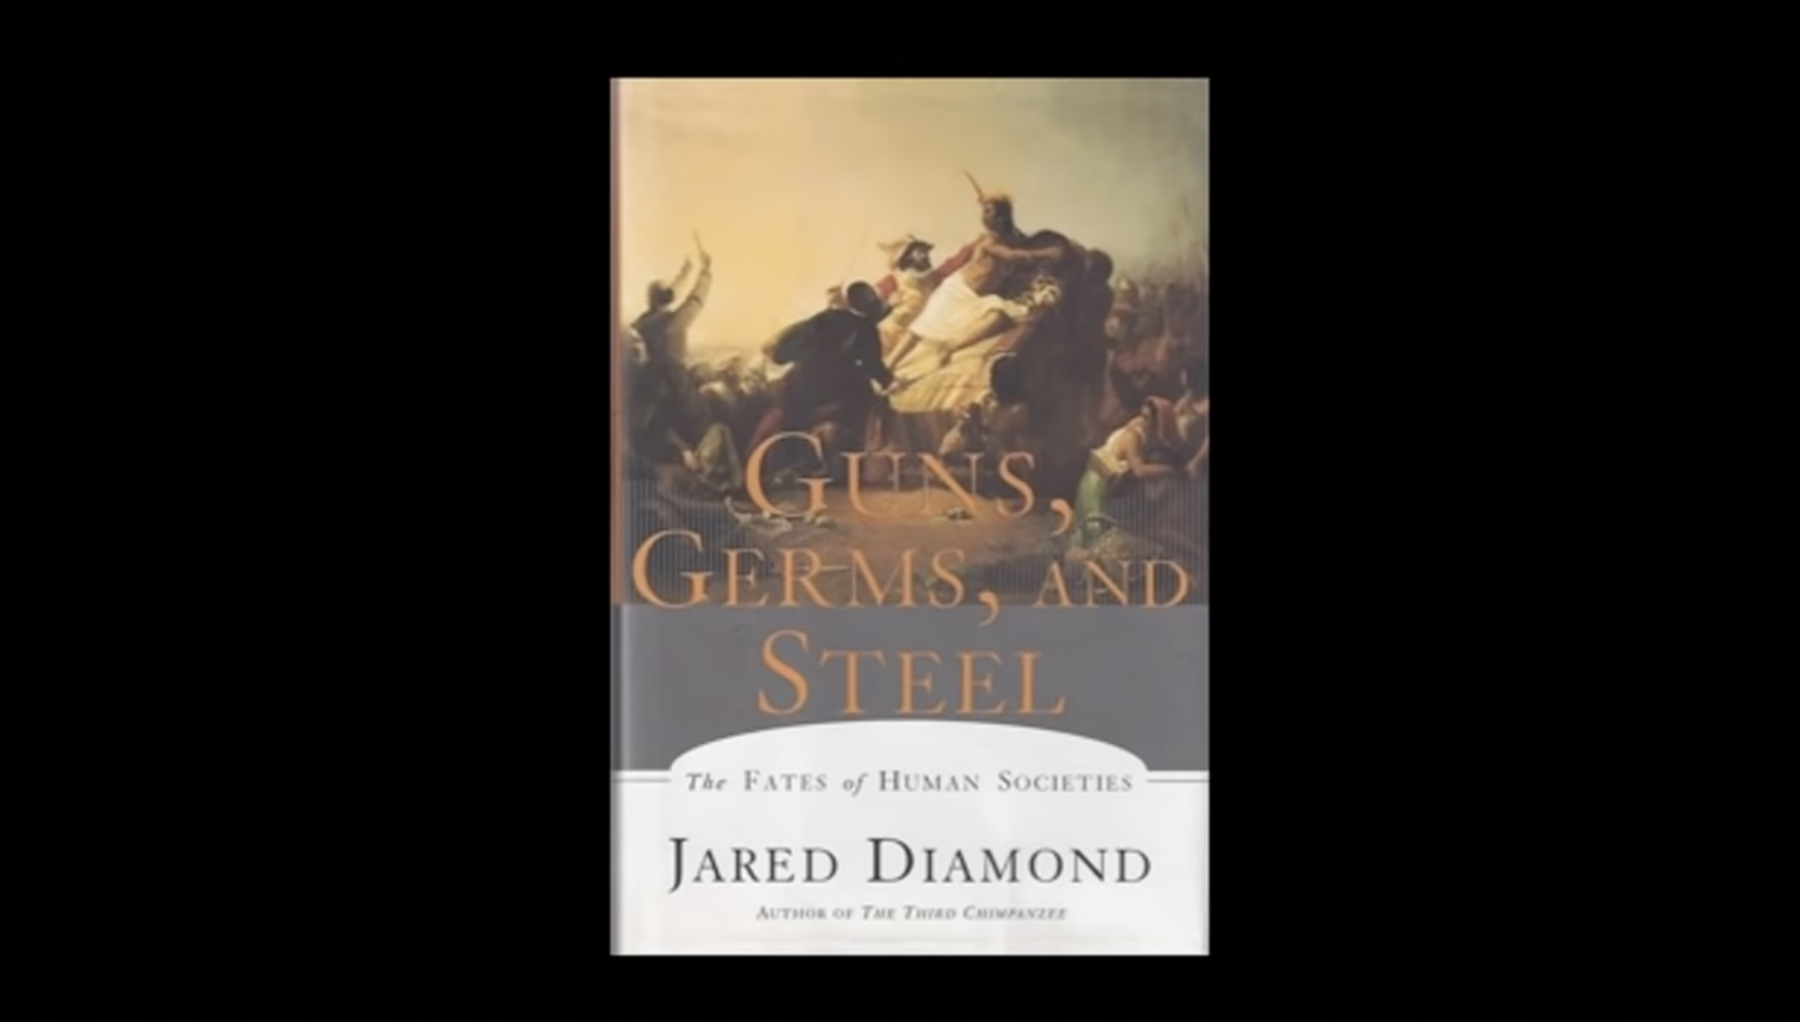 GUNS,
GERMS, AND
STEEL
The FATES of HUMAN SOCIETIES
JARED DIAMOND
AUTHOR OF THE THIRD CHIMPANZEE